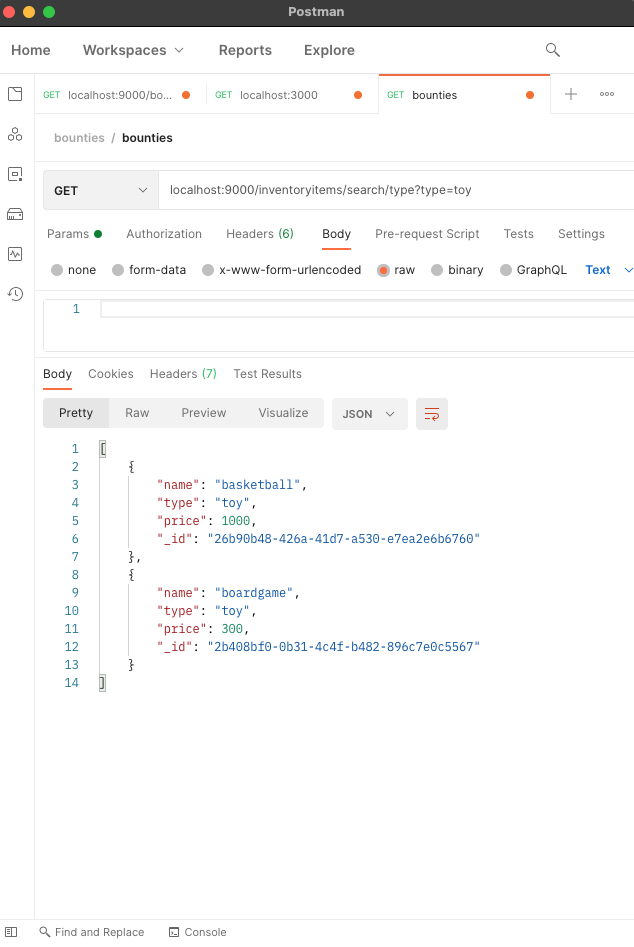 Postman
Home Workspaces Reports Explore
GET localhost:9000/bo... GET localhost:3000 GET bounties
bounties / bounties
GET localhost:9000/inventoryitems/search/type?type=toy
Params Authorization Headers (6) Body Pre-request Script Tests Settings
none form-data x-www-form-urlencoded raw binary GraphQL Text
1
Body Cookies Headers (7) Test Results
Pretty Raw Preview Visualize JSON
1 [
2 {
3 "name": "basketball",
4 "type": "toy",
5 "price": 1000,
6 "_id": "26b90b48-426a-41d7-a530-e7ea2e6b6760"
7 },
8 {
9 "name": "boardgame",
10 "type": "toy",
11 "price": 300,
12 "_id": "2b408bf0-0b31-4c4f-b482-896c7e0c5567"
13 }
14 ]
Find and Replace Console